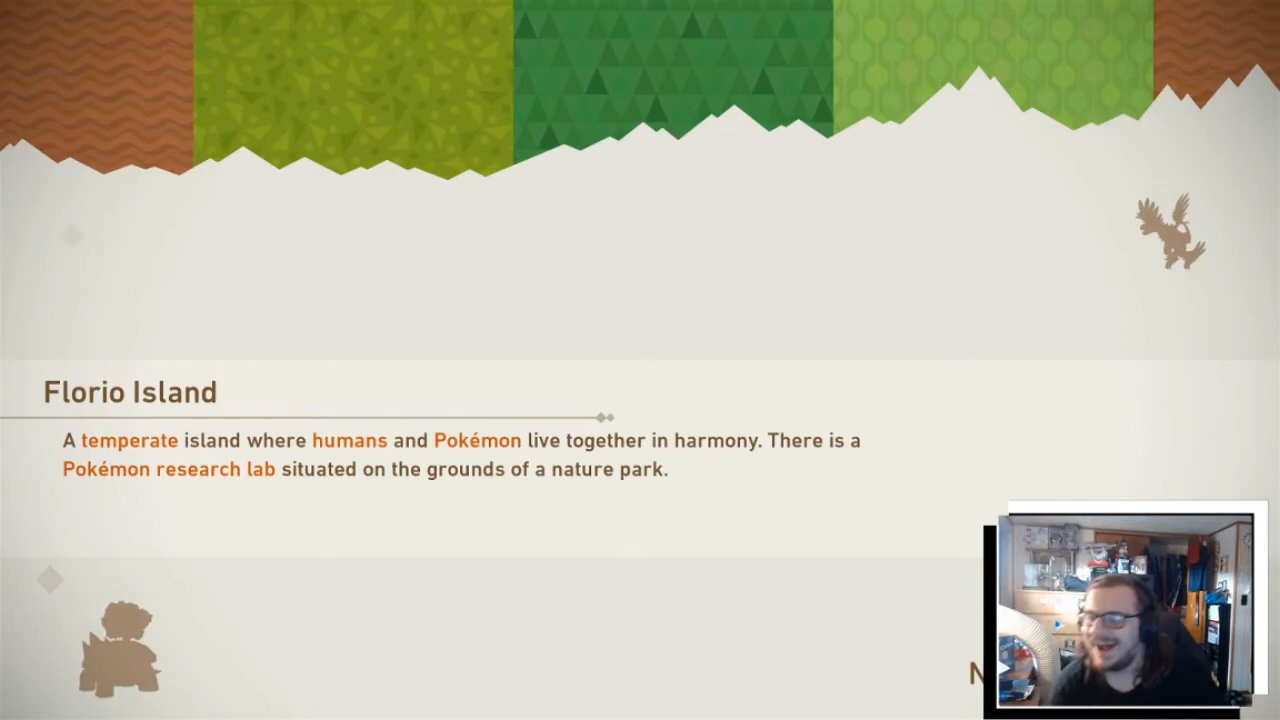 Florio Island
A temperate island where humans and Pokémon live together in harmony. There is a
Pokémon research lab situated on the grounds of a nature park.
N